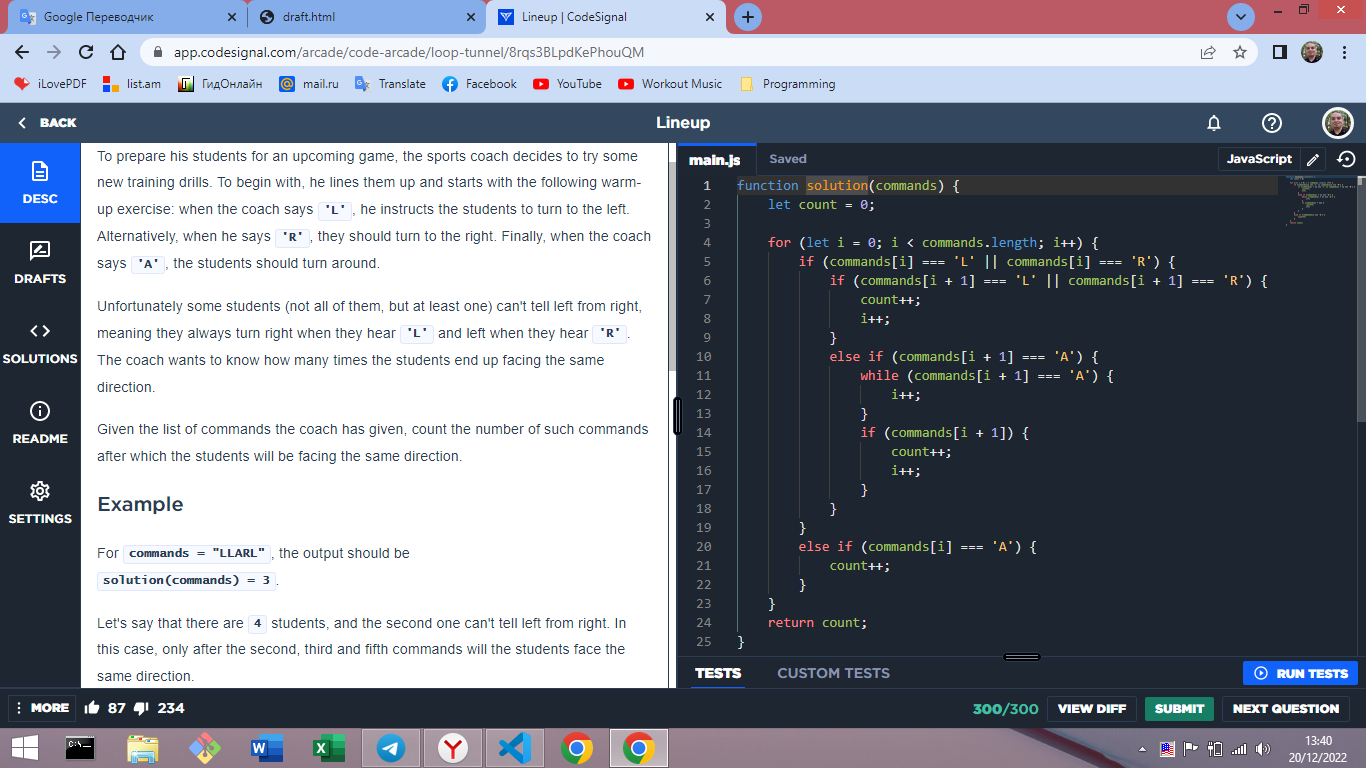 Google Переводчик
draft.html
Lineup | CodeSignal
app.codesignal.com/arcade/code-arcade/loop-tunnel/8rqs3BLpdKePhouQM
iLovePDF
list.am
ГидОнлайн
mail.ru
Translate
Facebook
YouTube
Workout Music
Programming
BACK
Lineup
DESC
DRAFTS
SOLUTIONS
README
SETTINGS
To prepare his students for an upcoming game, the sports coach decides to try some
new training drills. To begin with, he lines them up and starts with the following warm-
up exercise: when the coach says 'L', he instructs the students to turn to the left.
Alternatively, when he says 'R', they should turn to the right. Finally, when the coach
says 'A', the students should turn around.
Unfortunately some students (not all of them, but at least one) can't tell left from right,
meaning they always turn right when they hear 'L' and left when they hear 'R'.
The coach wants to know how many times the students end up facing the same
direction.
Given the list of commands the coach has given, count the number of such commands
after which the students will be facing the same direction.
Example
For commands = "LLARL", the output should be
solution(commands) = 3.
Let's say that there are 4 students, and the second one can't tell left from right. In
this case, only after the second, third and fifth commands will the students face the
same direction.
main.js
Saved
JavaScript
1 function solution(commands) {
2 let count = 0;
3
4 for (let i = 0; i < commands.length; i++) {
5 if (commands[i] === 'L' || commands[i] === 'R') {
6 if (commands[i + 1] === 'L' || commands[i + 1] === 'R') {
7 count++;
8 i++;
9 }
10 else if (commands[i + 1] === 'A') {
11 while (commands[i + 1] === 'A') {
12 i++;
13 }
14 if (commands[i + 1]) {
15 count++;
16 i++;
17 }
18 }
19 }
20 else if (commands[i] === 'A') {
21 count++;
22 }
23 }
24 return count;
25 }
TESTS
CUSTOM TESTS
RUN TESTS
MORE
87
234
300/300
VIEW DIFF
SUBMIT
NEXT QUESTION
13:40
20/12/2022